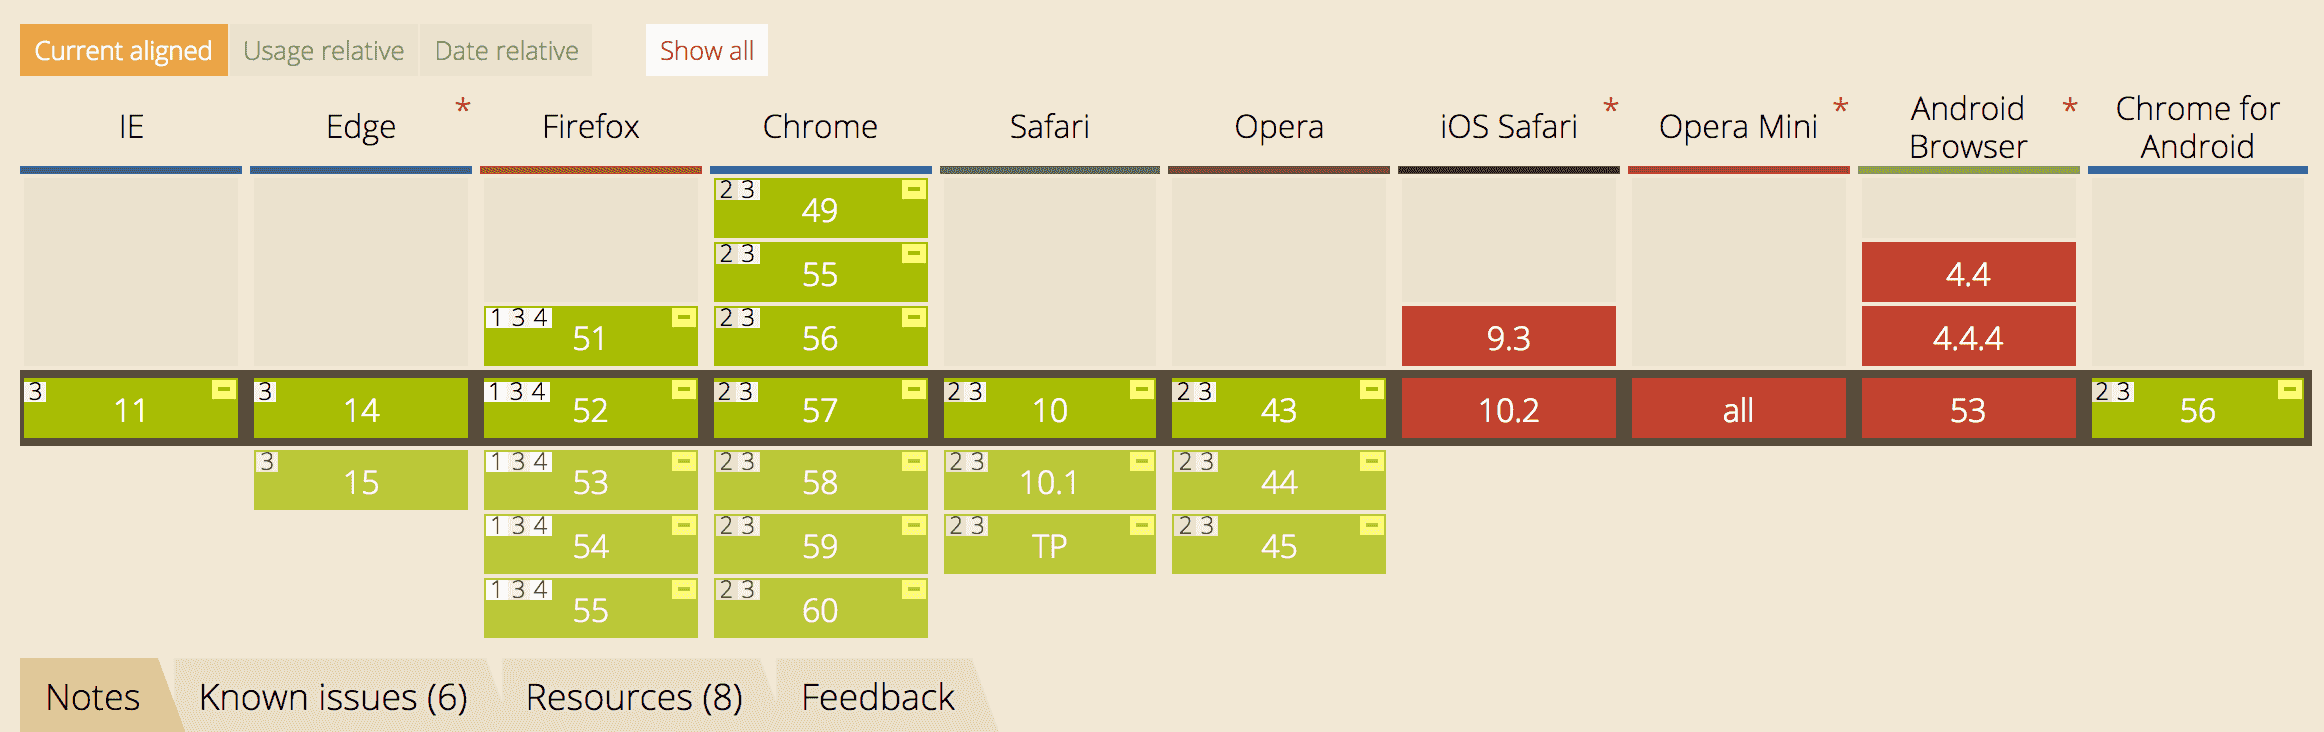 Current aligned Usage relative Date relative Show all
IE Edge * Firefox Chrome Safari Opera iOS Safari * Opera Mini * Android Browser * Chrome for Android
2 3 49 -
2 3 55 - 4.4
1 3 4 51 - 2 3 56 - 9.3 4.4.4
3 11 - 3 14 1 3 4 52 - 2 3 57 - 2 3 10 - 2 3 43 - 10.2 all 53 2 3 56 -
3 15 1 3 4 53 - 2 3 58 - 2 3 10.1 - 2 3 44 -
1 3 4 54 - 2 3 59 - 2 3 TP - 2 3 45 -
1 3 4 55 - 2 3 60 -
Notes Known issues (6) Resources (8) Feedback